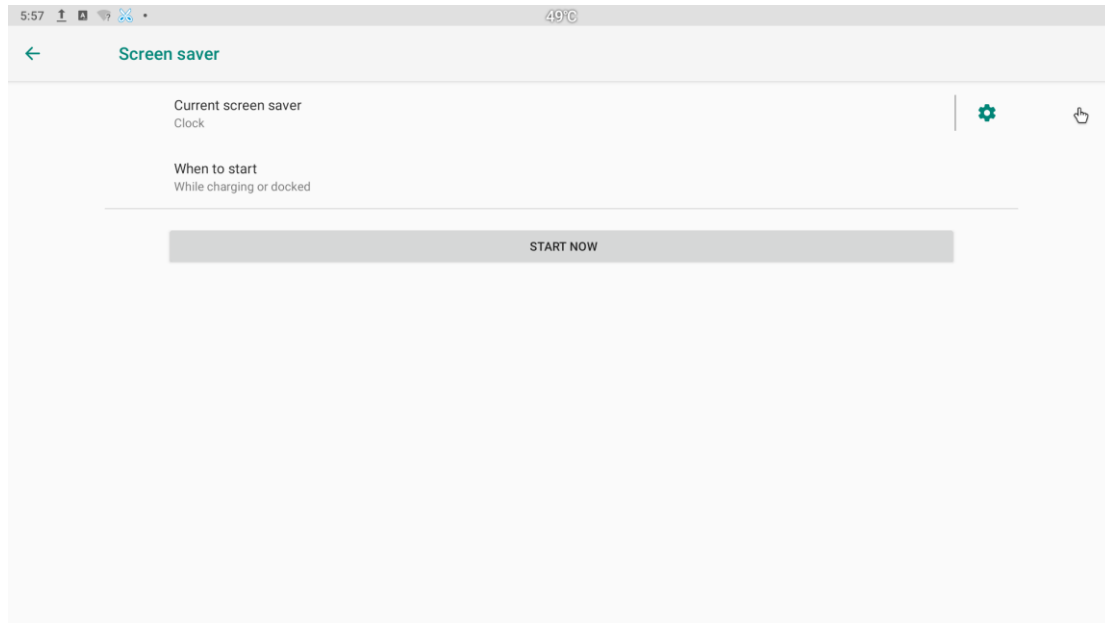 5:57 49°C
Screen saver
Current screen saver
Clock
When to start
While charging or docked
START NOW